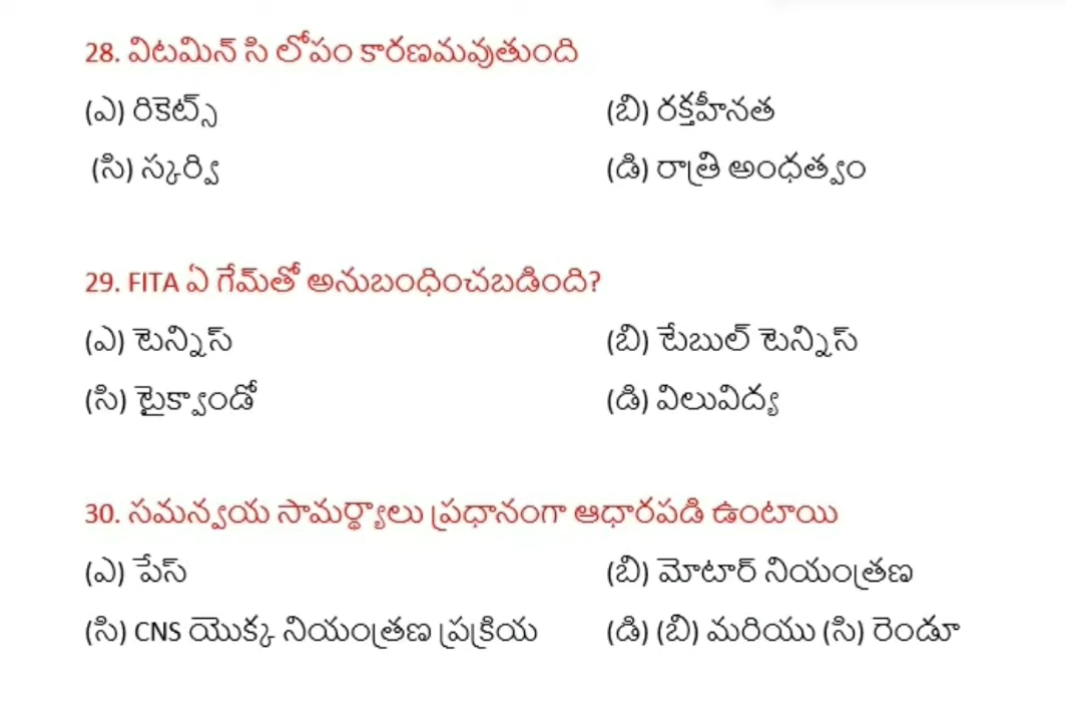 28. విటమిన్ సి లోపం కారణమవుతుంది
(ఎ) రికెట్స్ (బి) రక్తహీనత
(సి) స్కర్వి (డి) రాత్రి అంధత్వం
29. FITA ఏ గేమ్‌తో అనుబంధించబడింది?
(ఎ) టెన్నిస్ (బి) టేబుల్ టెన్నిస్
(సి) టైక్వాండో (డి) విలువిద్య
30. సమన్వయ సామర్థ్యాలు ప్రధానంగా ఆధారపడి ఉంటాయి
(ఎ) పేస్ (బి) మోటార్ నియంత్రణ
(సి) CNS యొక్క నియంత్రణ ప్రక్రియ (డి) (బి) మరియు (సి) రెండూ